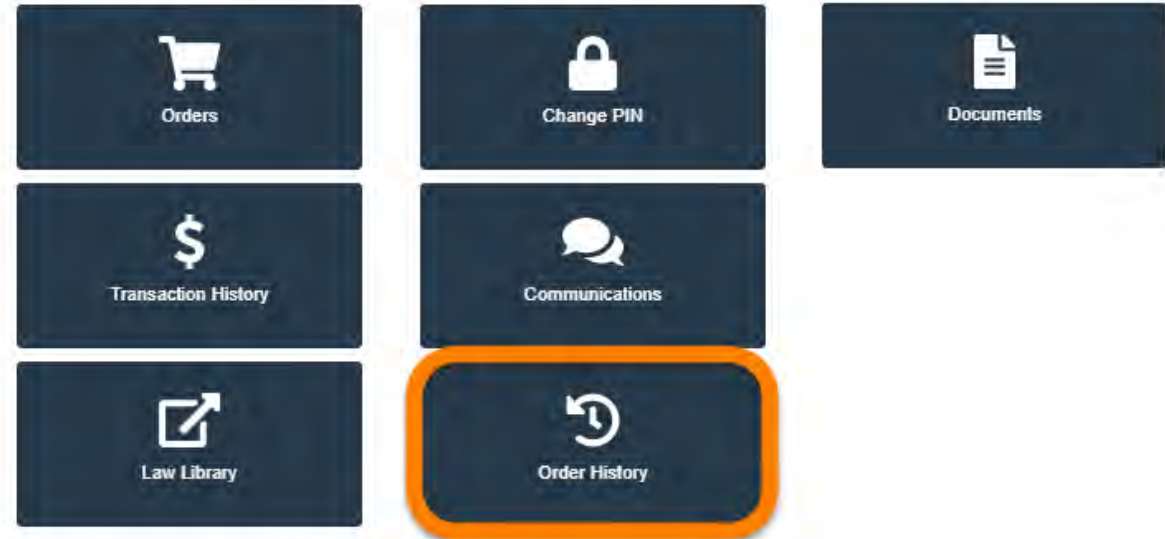 Orders
Change PIN
Documents
$
Transaction History
Communications
Law Library
Order History